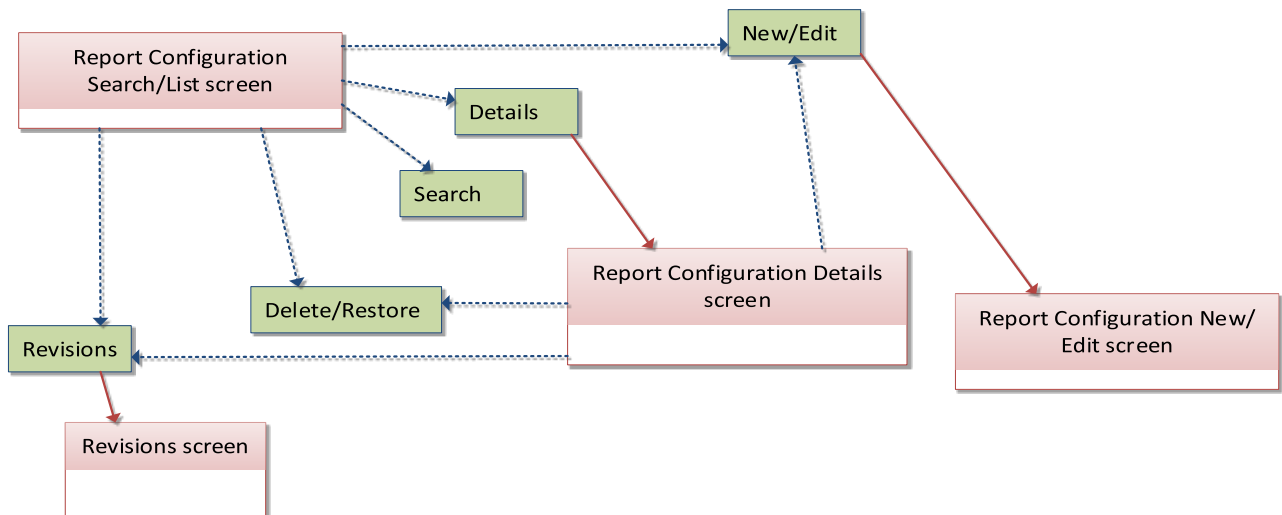 New/Edit
Report Configuration
Search/List screen
Details
Search
Report Configuration Details
screen
Delete/Restore
Report Configuration New/
Edit screen
Revisions
Revisions screen